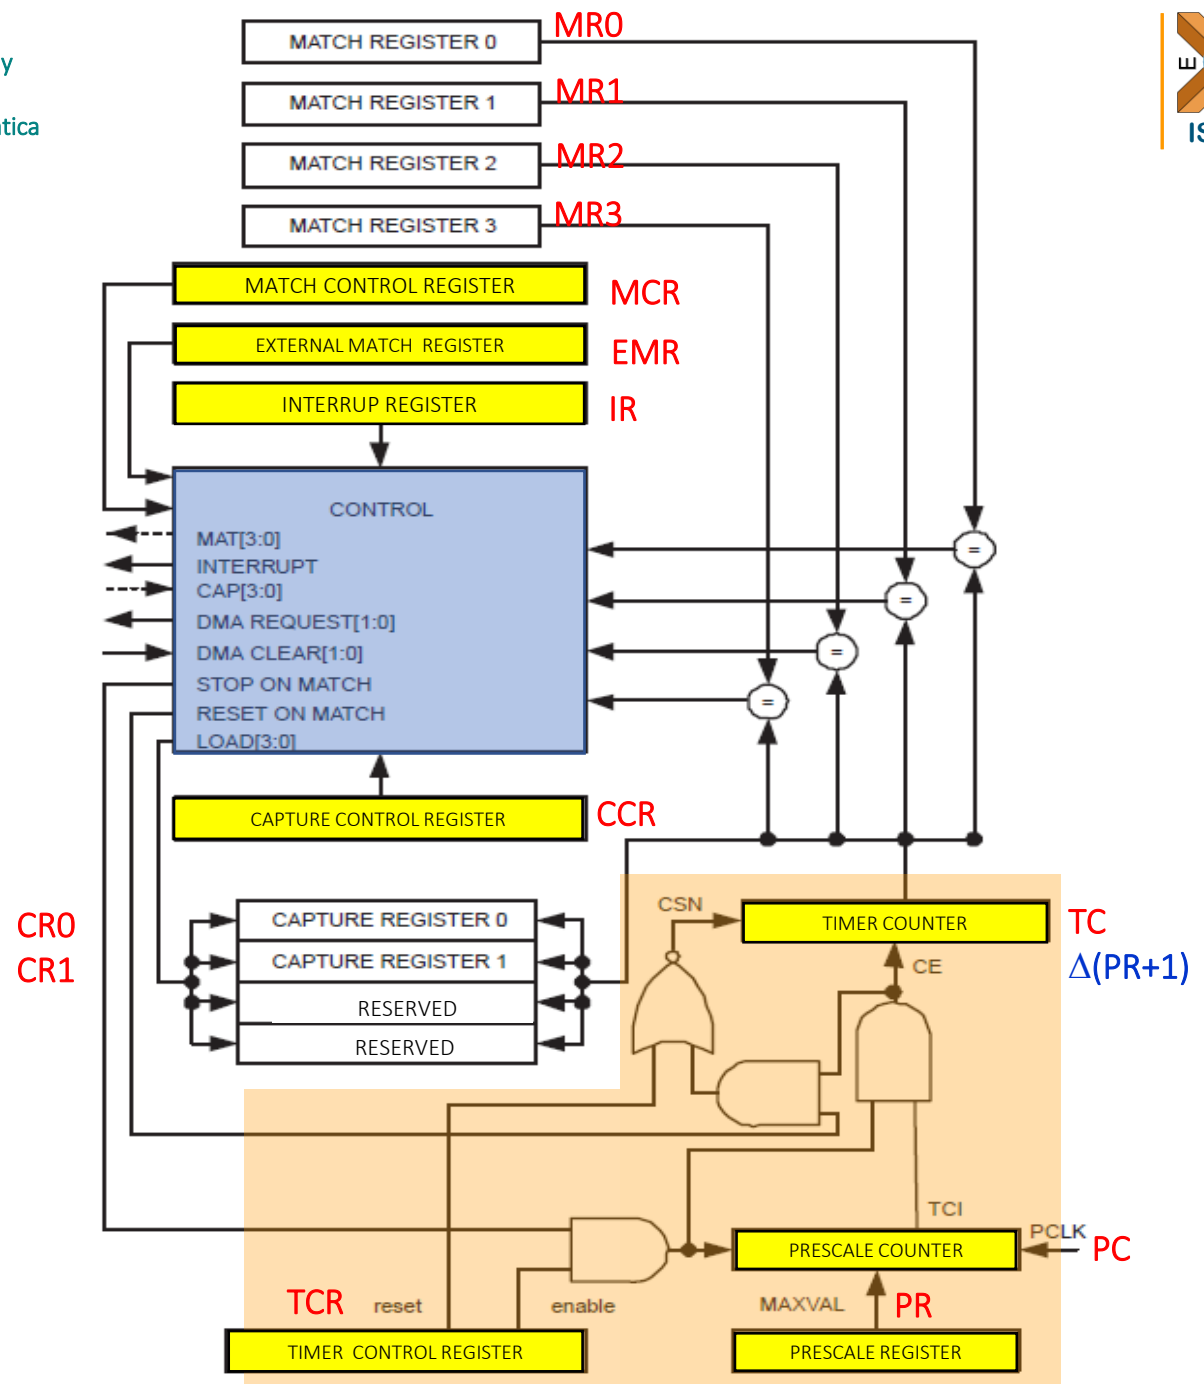 MATCH REGISTER 0 MR0
y
E
MATCH REGISTER 1 MR1
IS
MATCH REGISTER 2 MR2
MATCH REGISTER 3 MR3
MATCH CONTROL REGISTER MCR
EXTERNAL MATCH REGISTER EMR
INTERRUP REGISTER IR
CONTROL
MAT[3:0]
INTERRUPT
CAP[3:0]
DMA REQUEST[1:0]
DMA CLEAR[1:0]
STOP ON MATCH
RESET ON MATCH
LOAD[3:0]
=
=
=
=
CAPTURE CONTROL REGISTER CCR
CR0
CR1
CAPTURE REGISTER 0
CAPTURE REGISTER 1
RESERVED
RESERVED
CSN
TIMER COUNTER TC
CE
Δ(PR+1)
TCI
PCLK
PRESCALE COUNTER PC
TCR reset enable
MAXVAL PR
TIMER CONTROL REGISTER
PRESCALE REGISTER